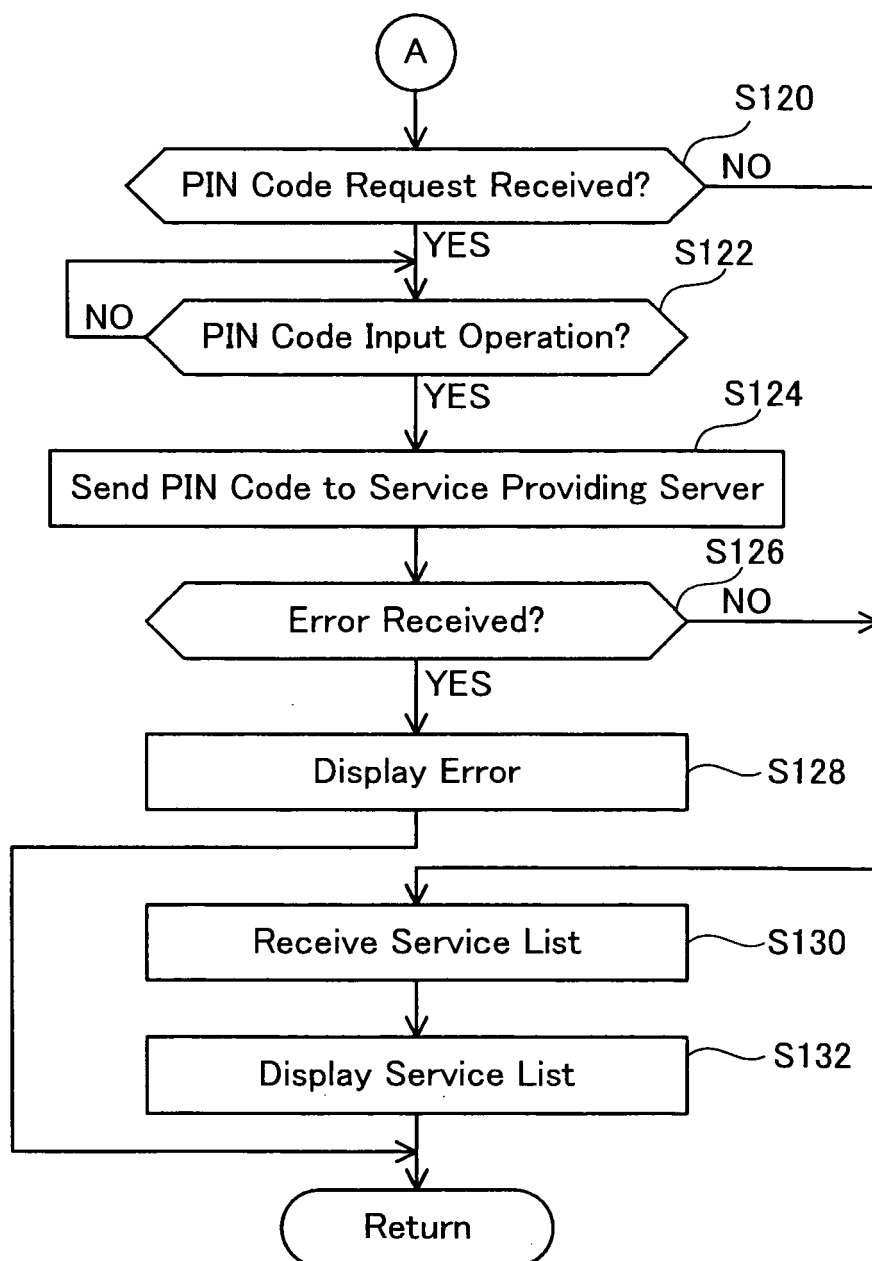 A
S120
PIN Code Request Received?
NO
YES
S122
NO
PIN Code Input Operation?
YES
S124
Send PIN Code to Service Providing Server
S126
Error Received?
NO
YES
Display Error
S128
Receive Service List
S130
Display Service List
S132
Return